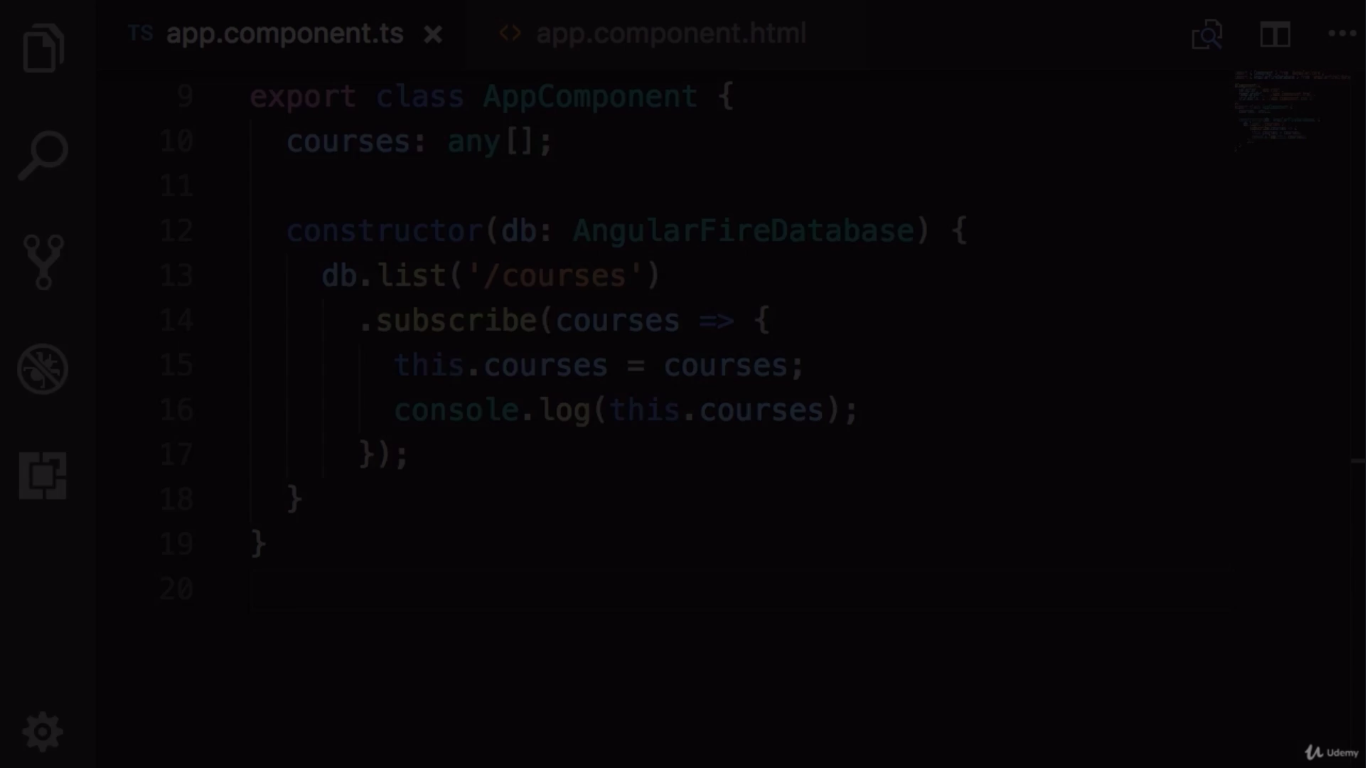 TS app.component.ts × <> app.component.html
9 export class AppComponent {
10 courses: any[];
11
12 constructor(db: AngularFireDatabase) {
13 db.list('/courses')
14 .subscribe(courses => {
15 this.courses = courses;
16 console.log(this.courses);
17 });
18 }
19 }
20
Udemy